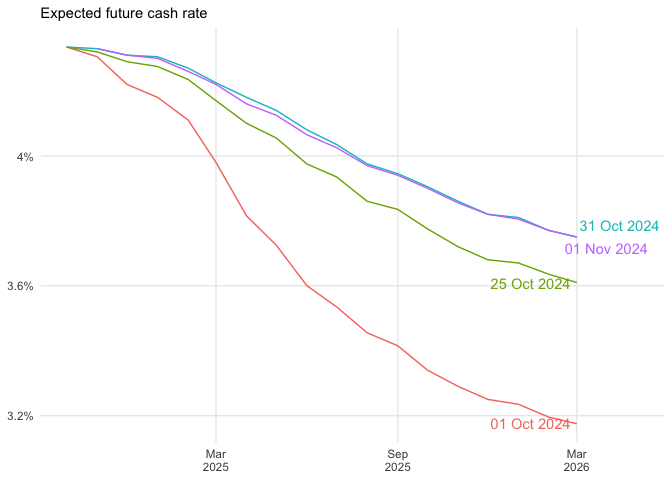 Expected future cash rate
4%
3.6%
3.2%
31 Oct 2024
01 Nov 2024
25 Oct 2024
01 Oct 2024
Mar
2025
Sep
2025
Mar
2026